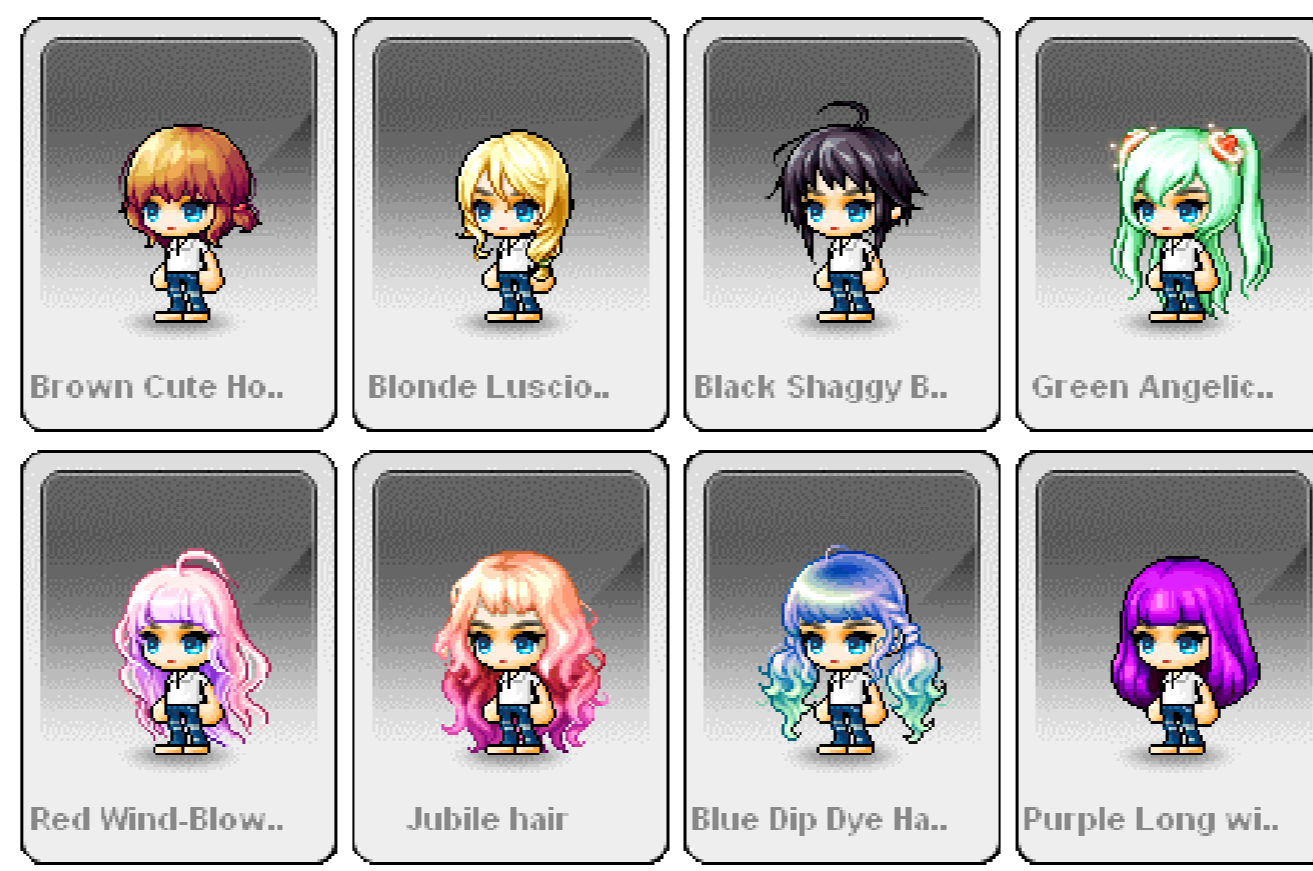 Brown Cute Ho..
Blonde Luscio..
Black Shaggy B..
Green Angelic..
Red Wind-Blow..
Jubile hair
Blue Dip Dye Ha..
Purple Long wi..